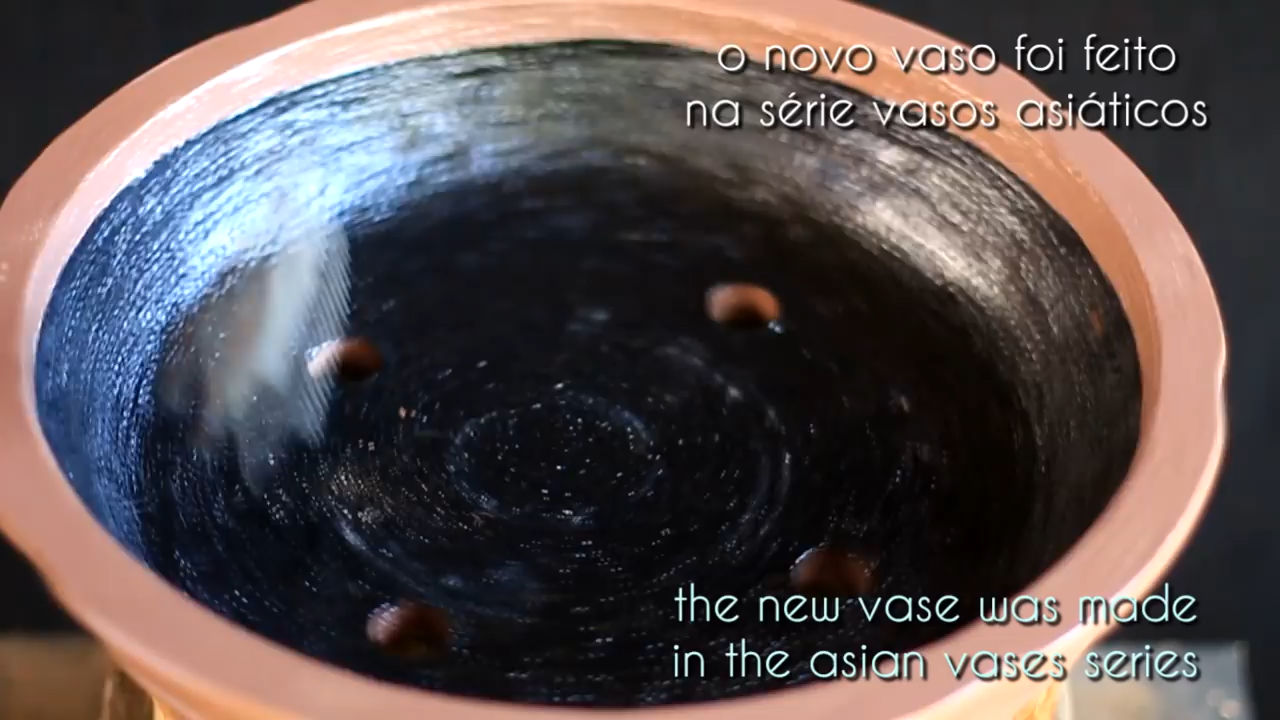 o novo vaso foi feito
na série vasos asiáticos
the new vase was made
in the asian vases series